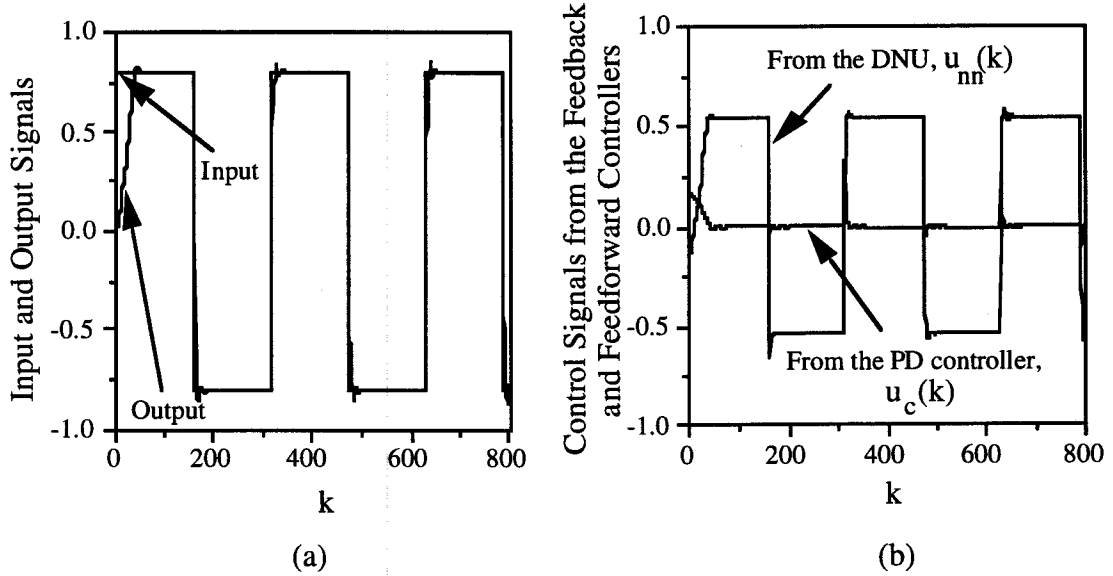 Input and Output Signals
1.0
0.5
0.0
-0.5
-1.0
0
200
400
600
800
Input
Output
k
(a)
Control Signals from the Feedback
and Feedforward Controllers
1.0
0.5
0.0
-0.5
-1.0
0
200
400
600
800
From the DNU, u_nn(k)
From the PD controller,
u_c(k)
k
(b)